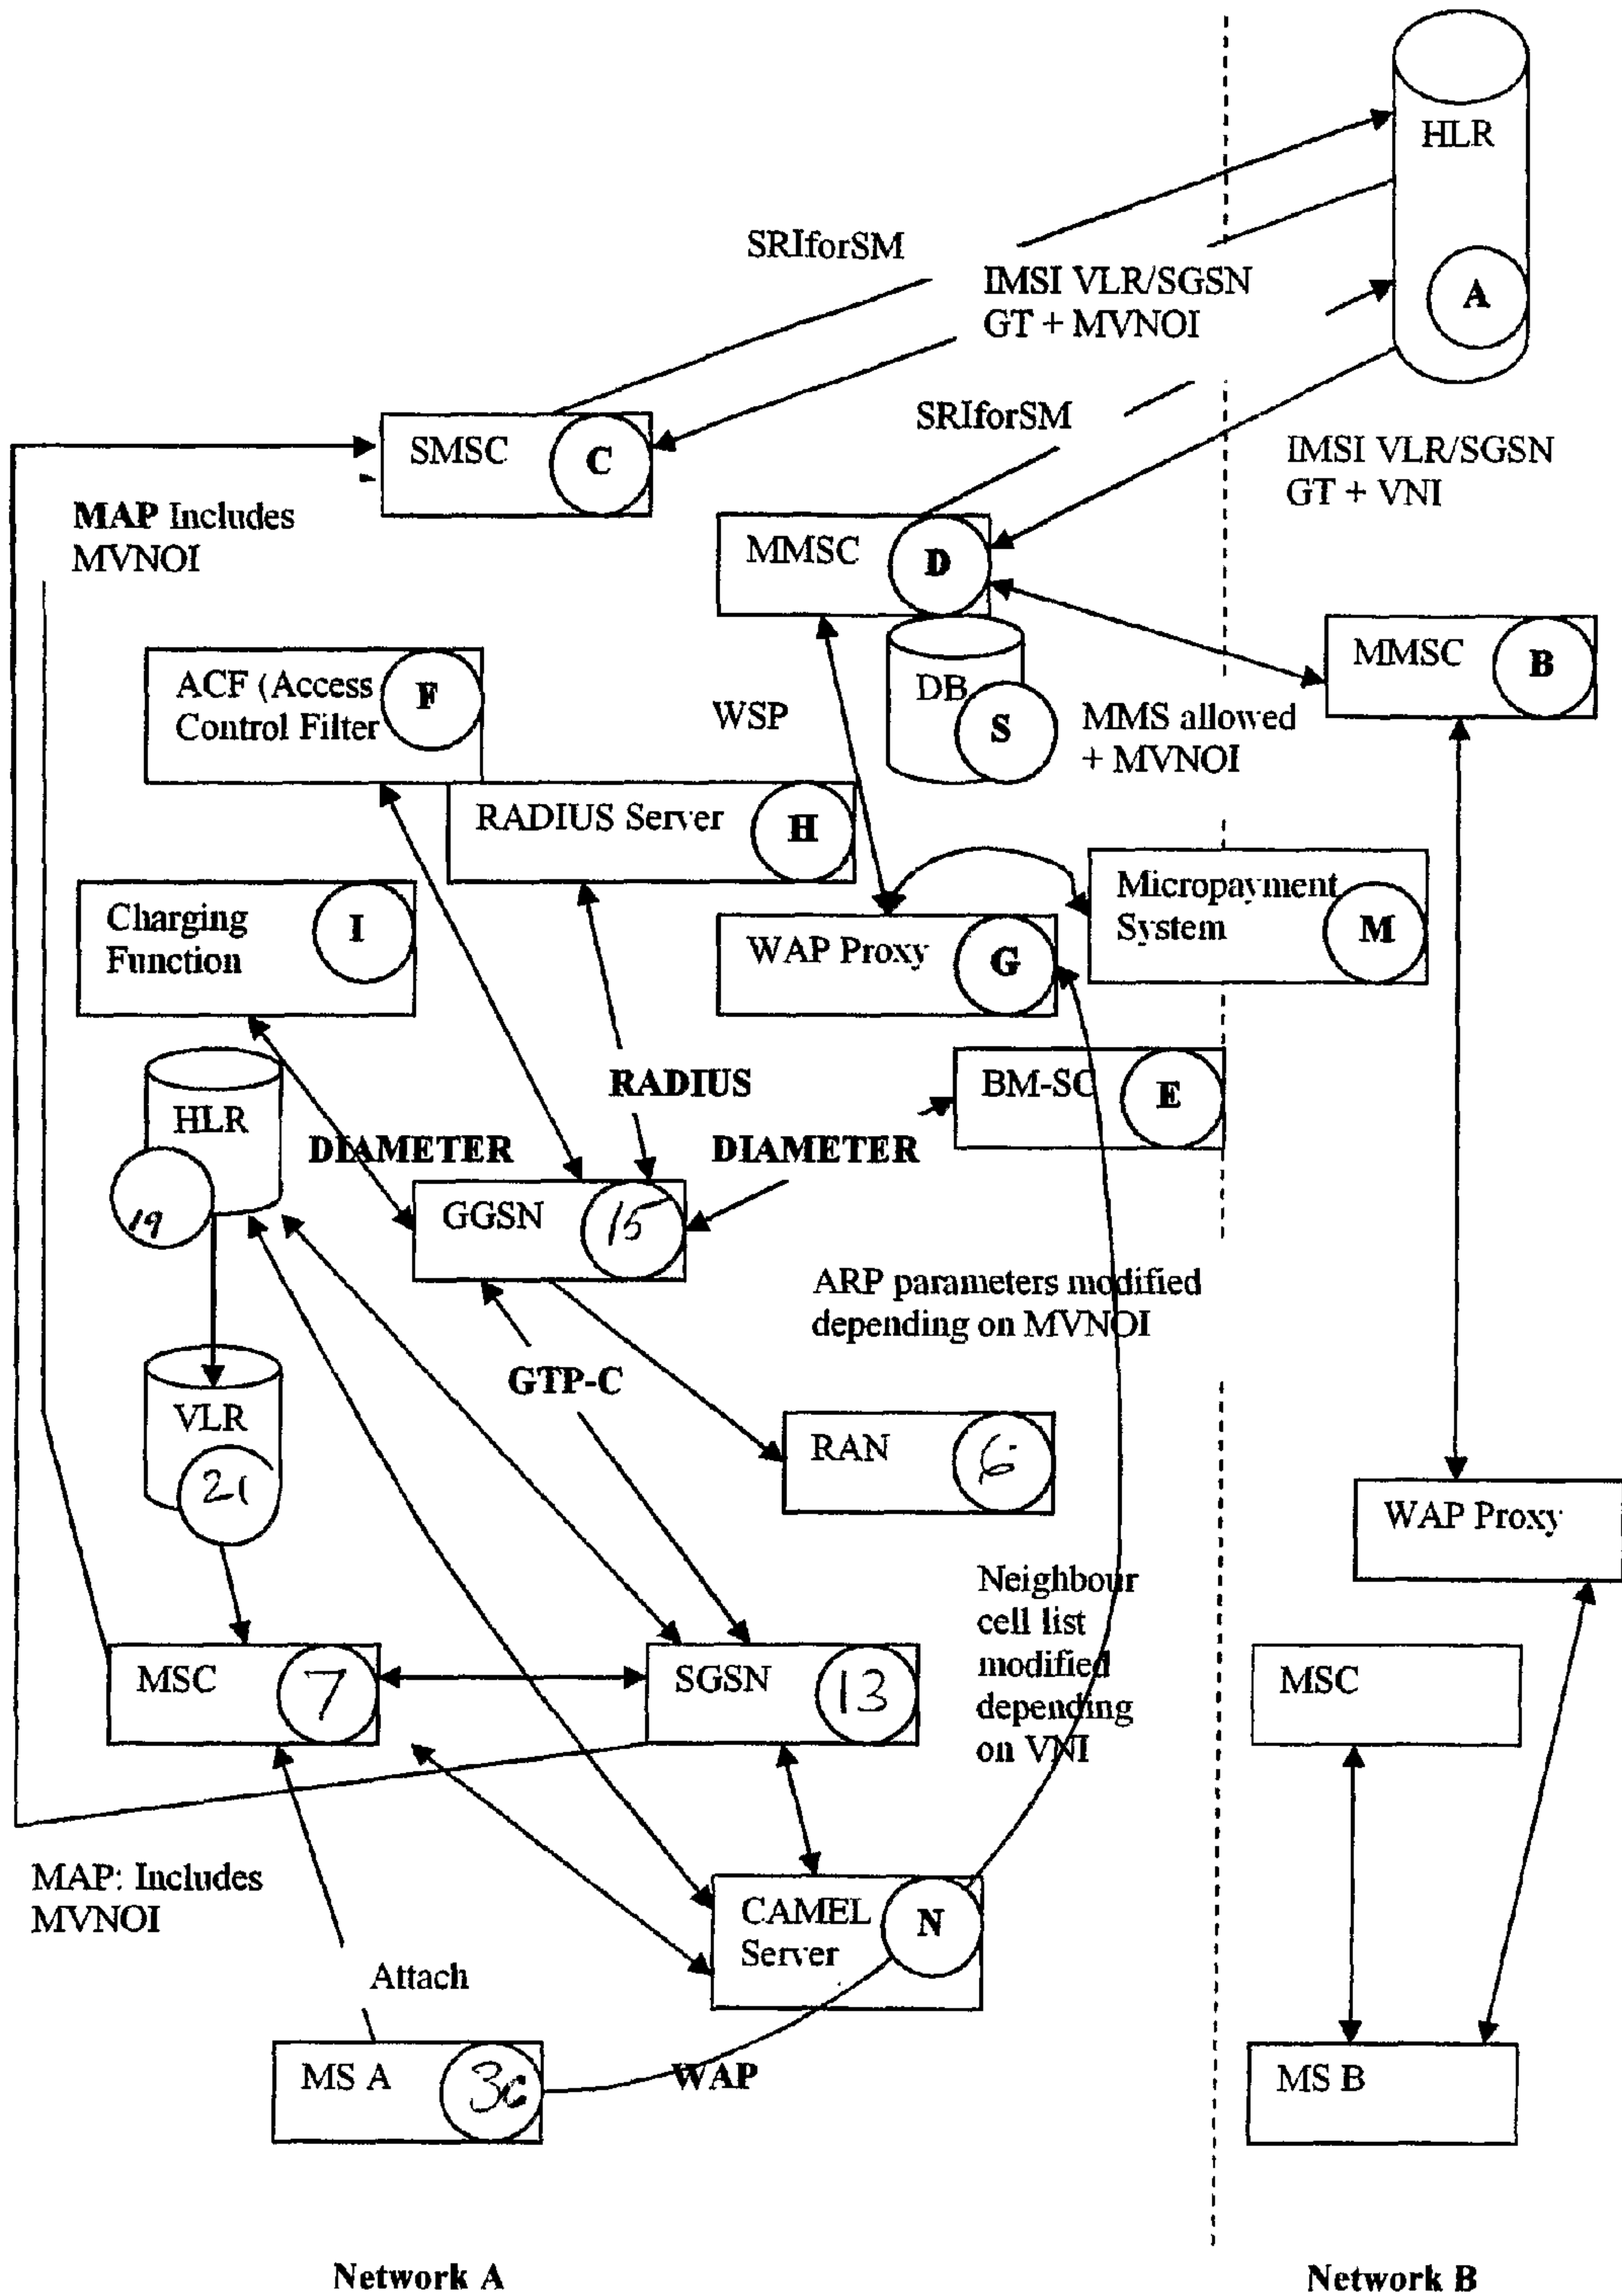 HLR
A
SRIforSM
IMSI VLR/SGSN
GT + MVNOI
SRIforSM
SMSC
C
IMSI VLR/SGSN
GT + VNI
MAP Includes
MVNOI
MMSC
D
MMSC
B
ACF (Access
Control Filter
F
DB
S
WSP
MMS allowed
+ MVNOI
RADIUS Server
H
Micropayment
System
M
Charging
Function
I
WAP Proxy
G
RADIUS
BM-SC
E
HLR
19
DIAMETER
DIAMETER
GGSN
15
ARP parameters modified
depending on MVNOI
GTP-C
VLR
21
RAN
6
WAP Proxy
Neighbour
cell list
modified
depending
on VNI
MSC
7
SGSN
13
MSC
MAP: Includes
MVNOI
CAMEL
Server
N
Attach
MS A
3c
WAP
MS B
Network A
Network B